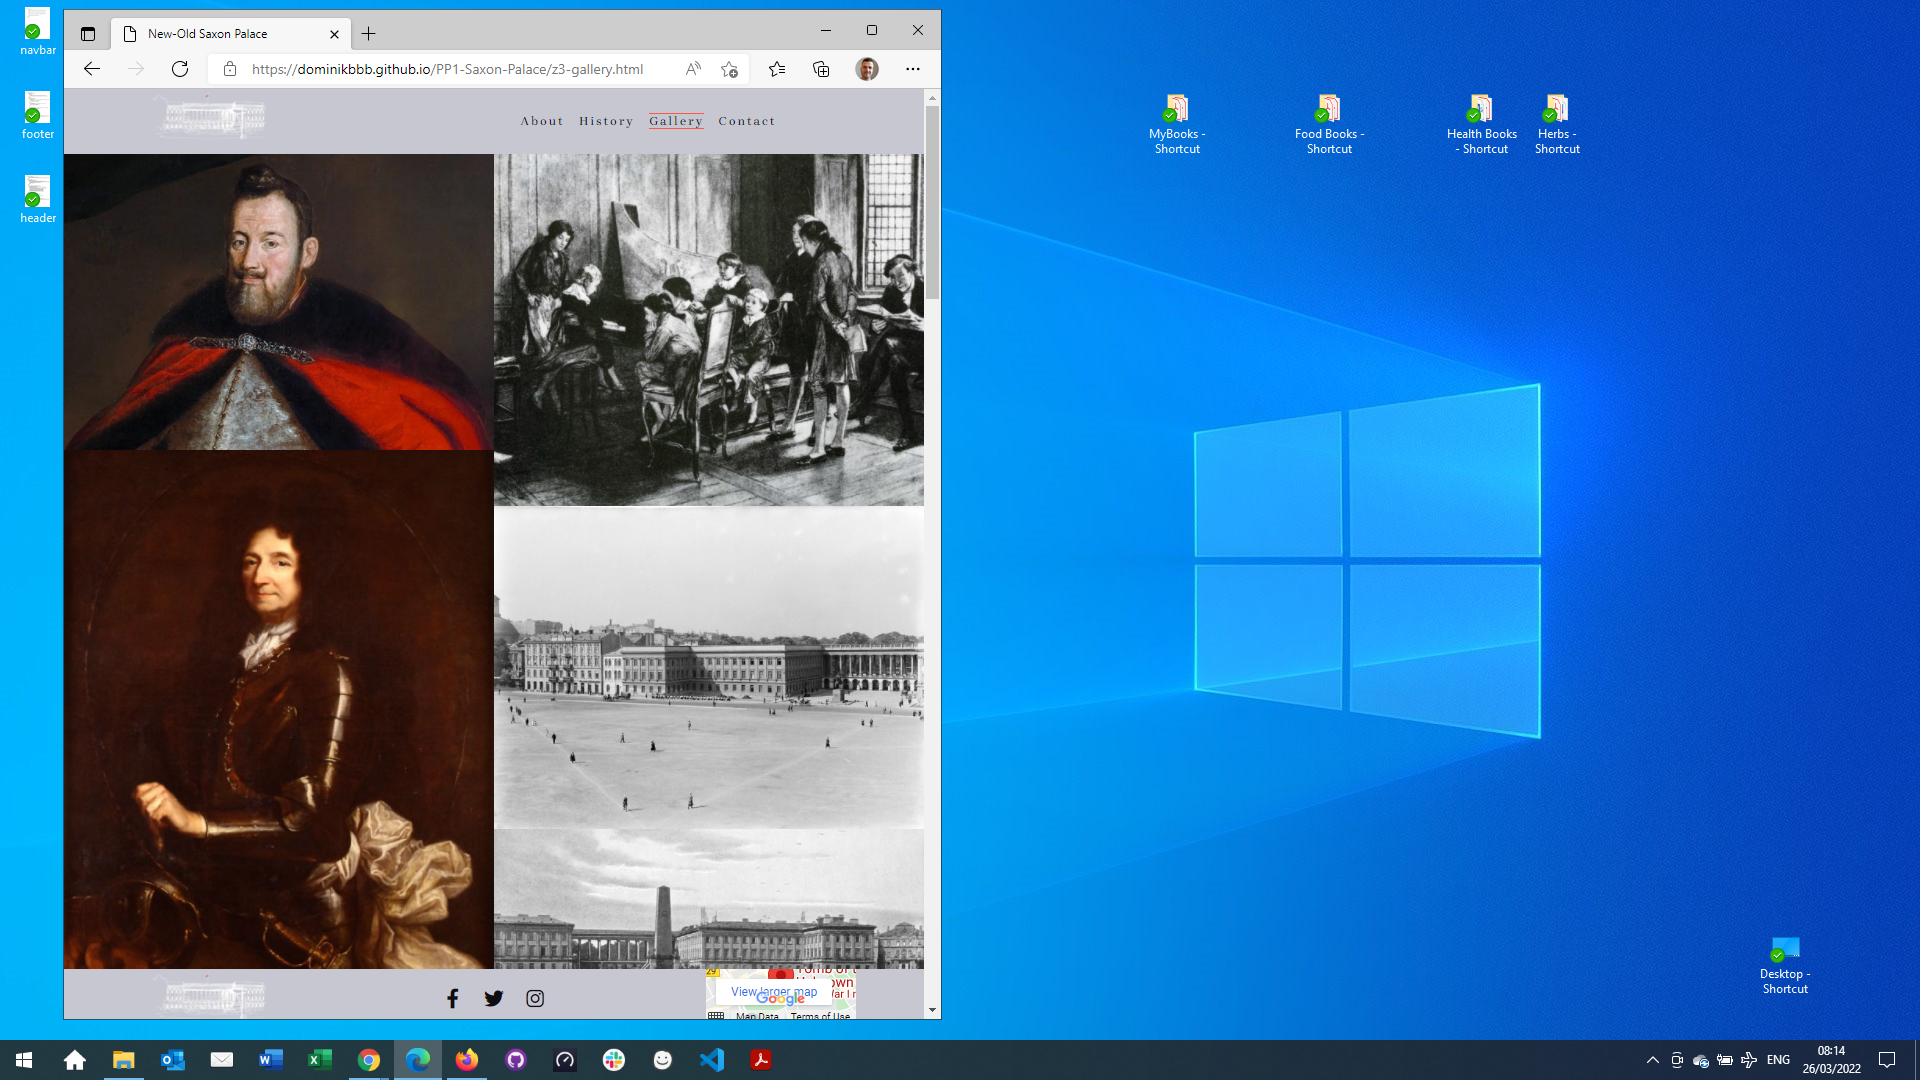 navbar
footer
header
New-Old Saxon Palace
https://dominikbbb.github.io/PP1-Saxon-Palace/z3-gallery.html
About History Gallery Contact
29
View larger map
Google
Map Data
Terms of Use
MyBooks - Shortcut
Food Books - Shortcut
Health Books - Shortcut
Herbs - Shortcut
Desktop - Shortcut
ENG
08:14
26/03/2022